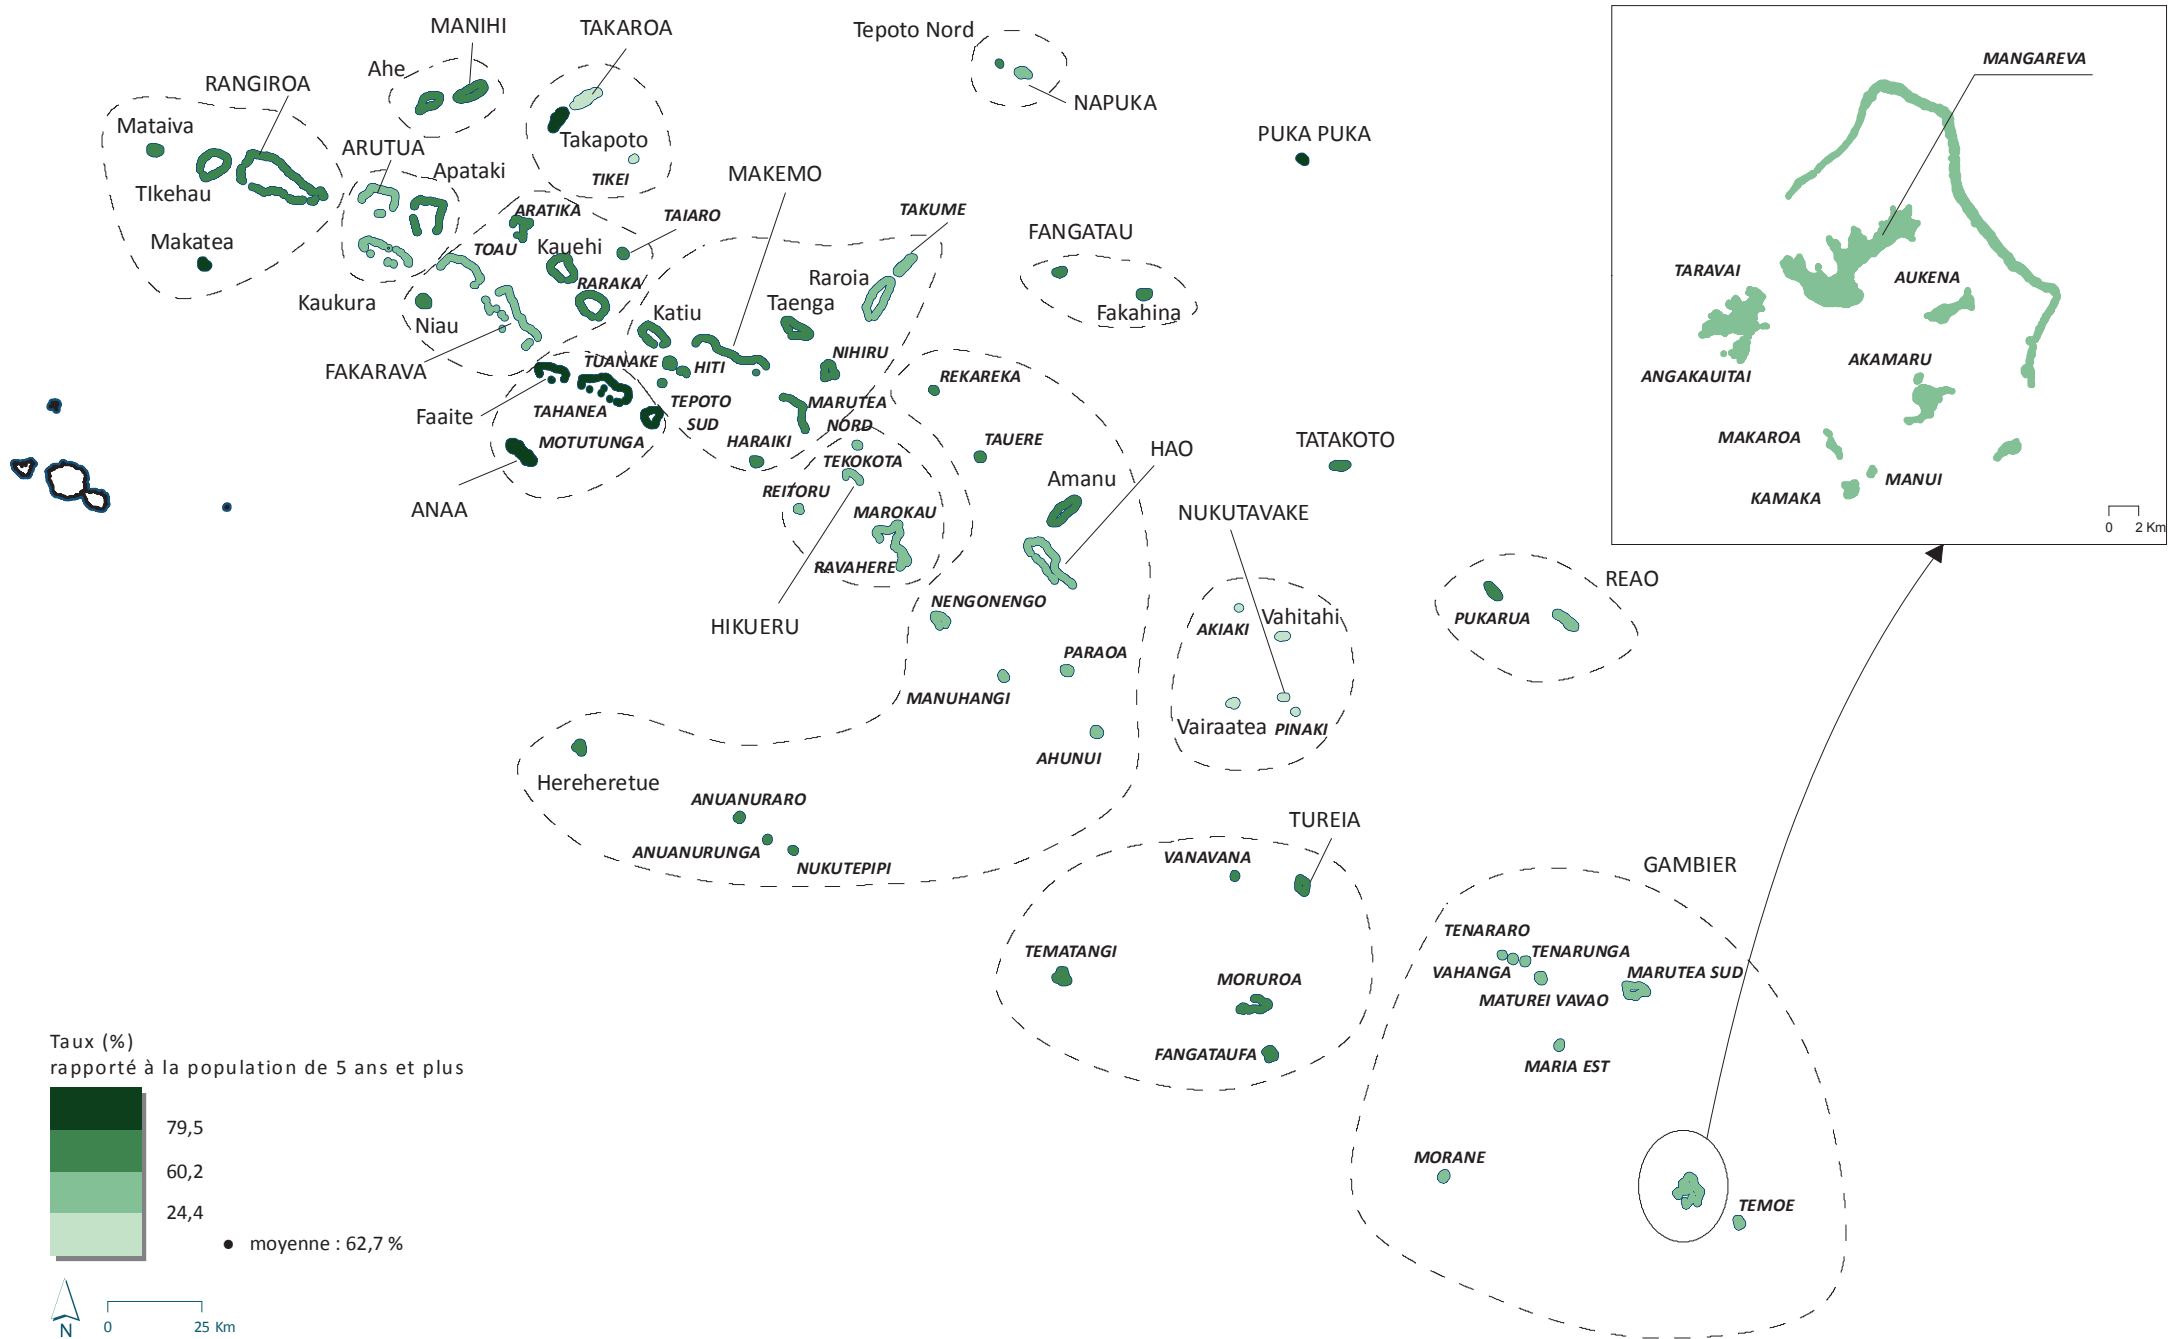 MANIHI
TAKAROA
Tepoto Nord
MANGAREVA
Ahe
RANGIROA
NAPUKA
Mataiva
Takapoto
PUKA PUKA
ARUTUA
Apataki
MAKEMO
TIKEI
TIkehau
ARATIKA
TAIARO
TAKUME
Makatea
TOAU
Kauehi
FANGATAU
RARAKA
Raroia
TARAVAI
AUKENA
Kaukura
Niau
Katiu
Taenga
Fakahina
FAKARAVA
TUANAKE
HITI
NIHIRU
AKAMARU
ANGAKAUITAI
REKAREKA
Faaite
TAHANEA
TEPOTO
SUD
MARUTEA
NORD
MOTUTUNGA
HARAIKI
TAUERE
TATAKOTO
MAKAROA
TEKOKOTA
HAO
ANAA
REITORU
Amanu
MANUI
KAMAKA
MAROKAU
NUKUTAVAKE
0 2 Km
RAVAHERE
REAO
HIKUERU
NENGONENGO
AKIAKI
Vahitahi
PUKARUA
PARAOA
MANUHANGI
Vairaatea
PINAKI
AHUNUI
Hereheretue
ANUANURARO
TUREIA
ANUANURUNGA
NUKUTEPIPI
VANAVANA
GAMBIER
TENARARO
TENARUNGA
TEMATANGI
VAHANGA
MARUTEA SUD
MORUROA
MATUREI VAVAO
FANGATAUFA
MARIA EST
MORANE
TEMOE
Taux (%)
rapporté à la population de 5 ans et plus
79,5
60,2
24,4
moyenne : 62,7 %
N
0 25 Km